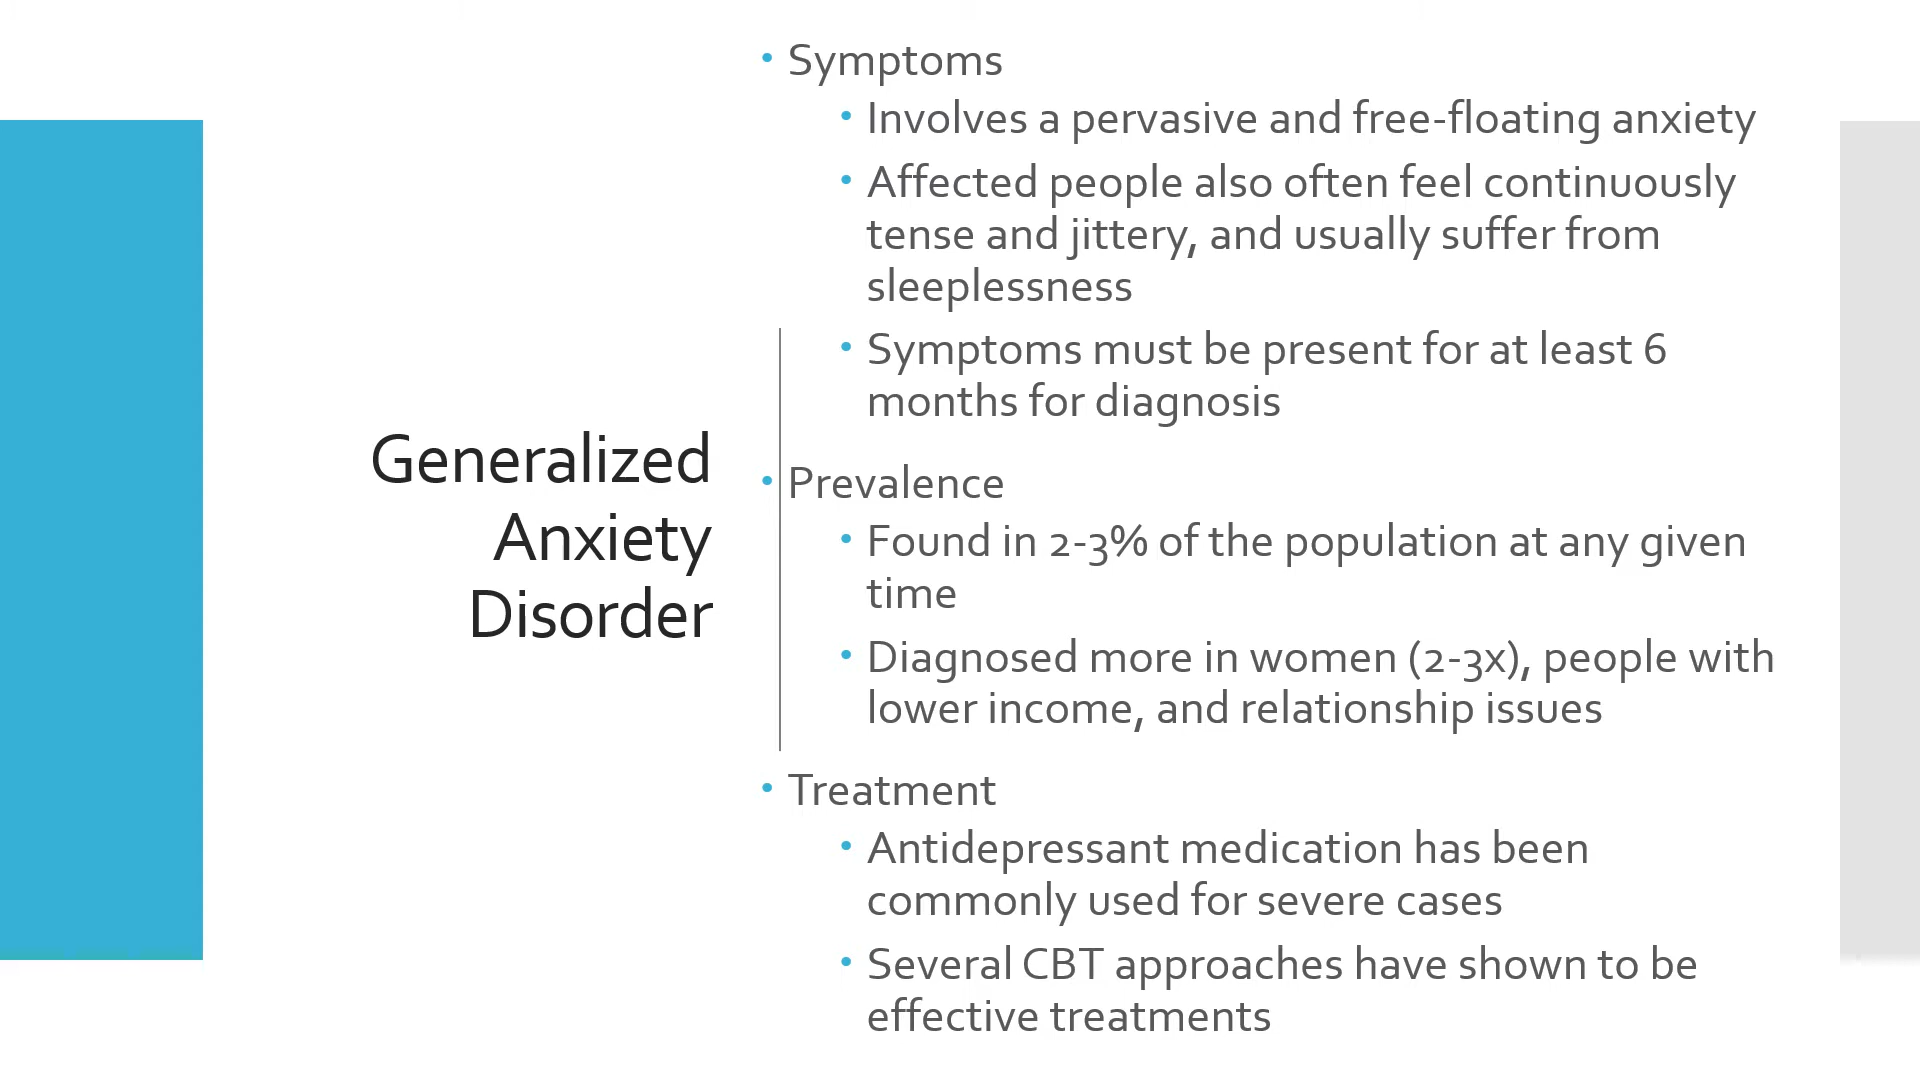 Generalized
Anxiety
Disorder
• Symptoms
• Involves a pervasive and free-floating anxiety
• Affected people also often feel continuously
tense and jittery, and usually suffer from
sleeplessness
• Symptoms must be present for at least 6
months for diagnosis
• Prevalence
• Found in 2-3% of the population at any given
time
• Diagnosed more in women (2-3x), people with
lower income, and relationship issues
• Treatment
• Antidepressant medication has been
commonly used for severe cases
• Several CBT approaches have shown to be
effective treatments